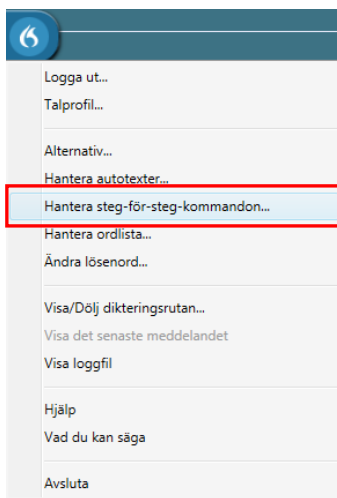 Logga ut...
Talprofil...
Alternativ...
Hantera autotexter...
Hantera steg-för-steg-kommandon...
Hantera ordlista...
Ändra lösenord...
Visa/Dölj dikteringsrutan...
Visa det senaste meddelandet
Visa loggfil
Hjälp
Vad du kan säga
Avsluta